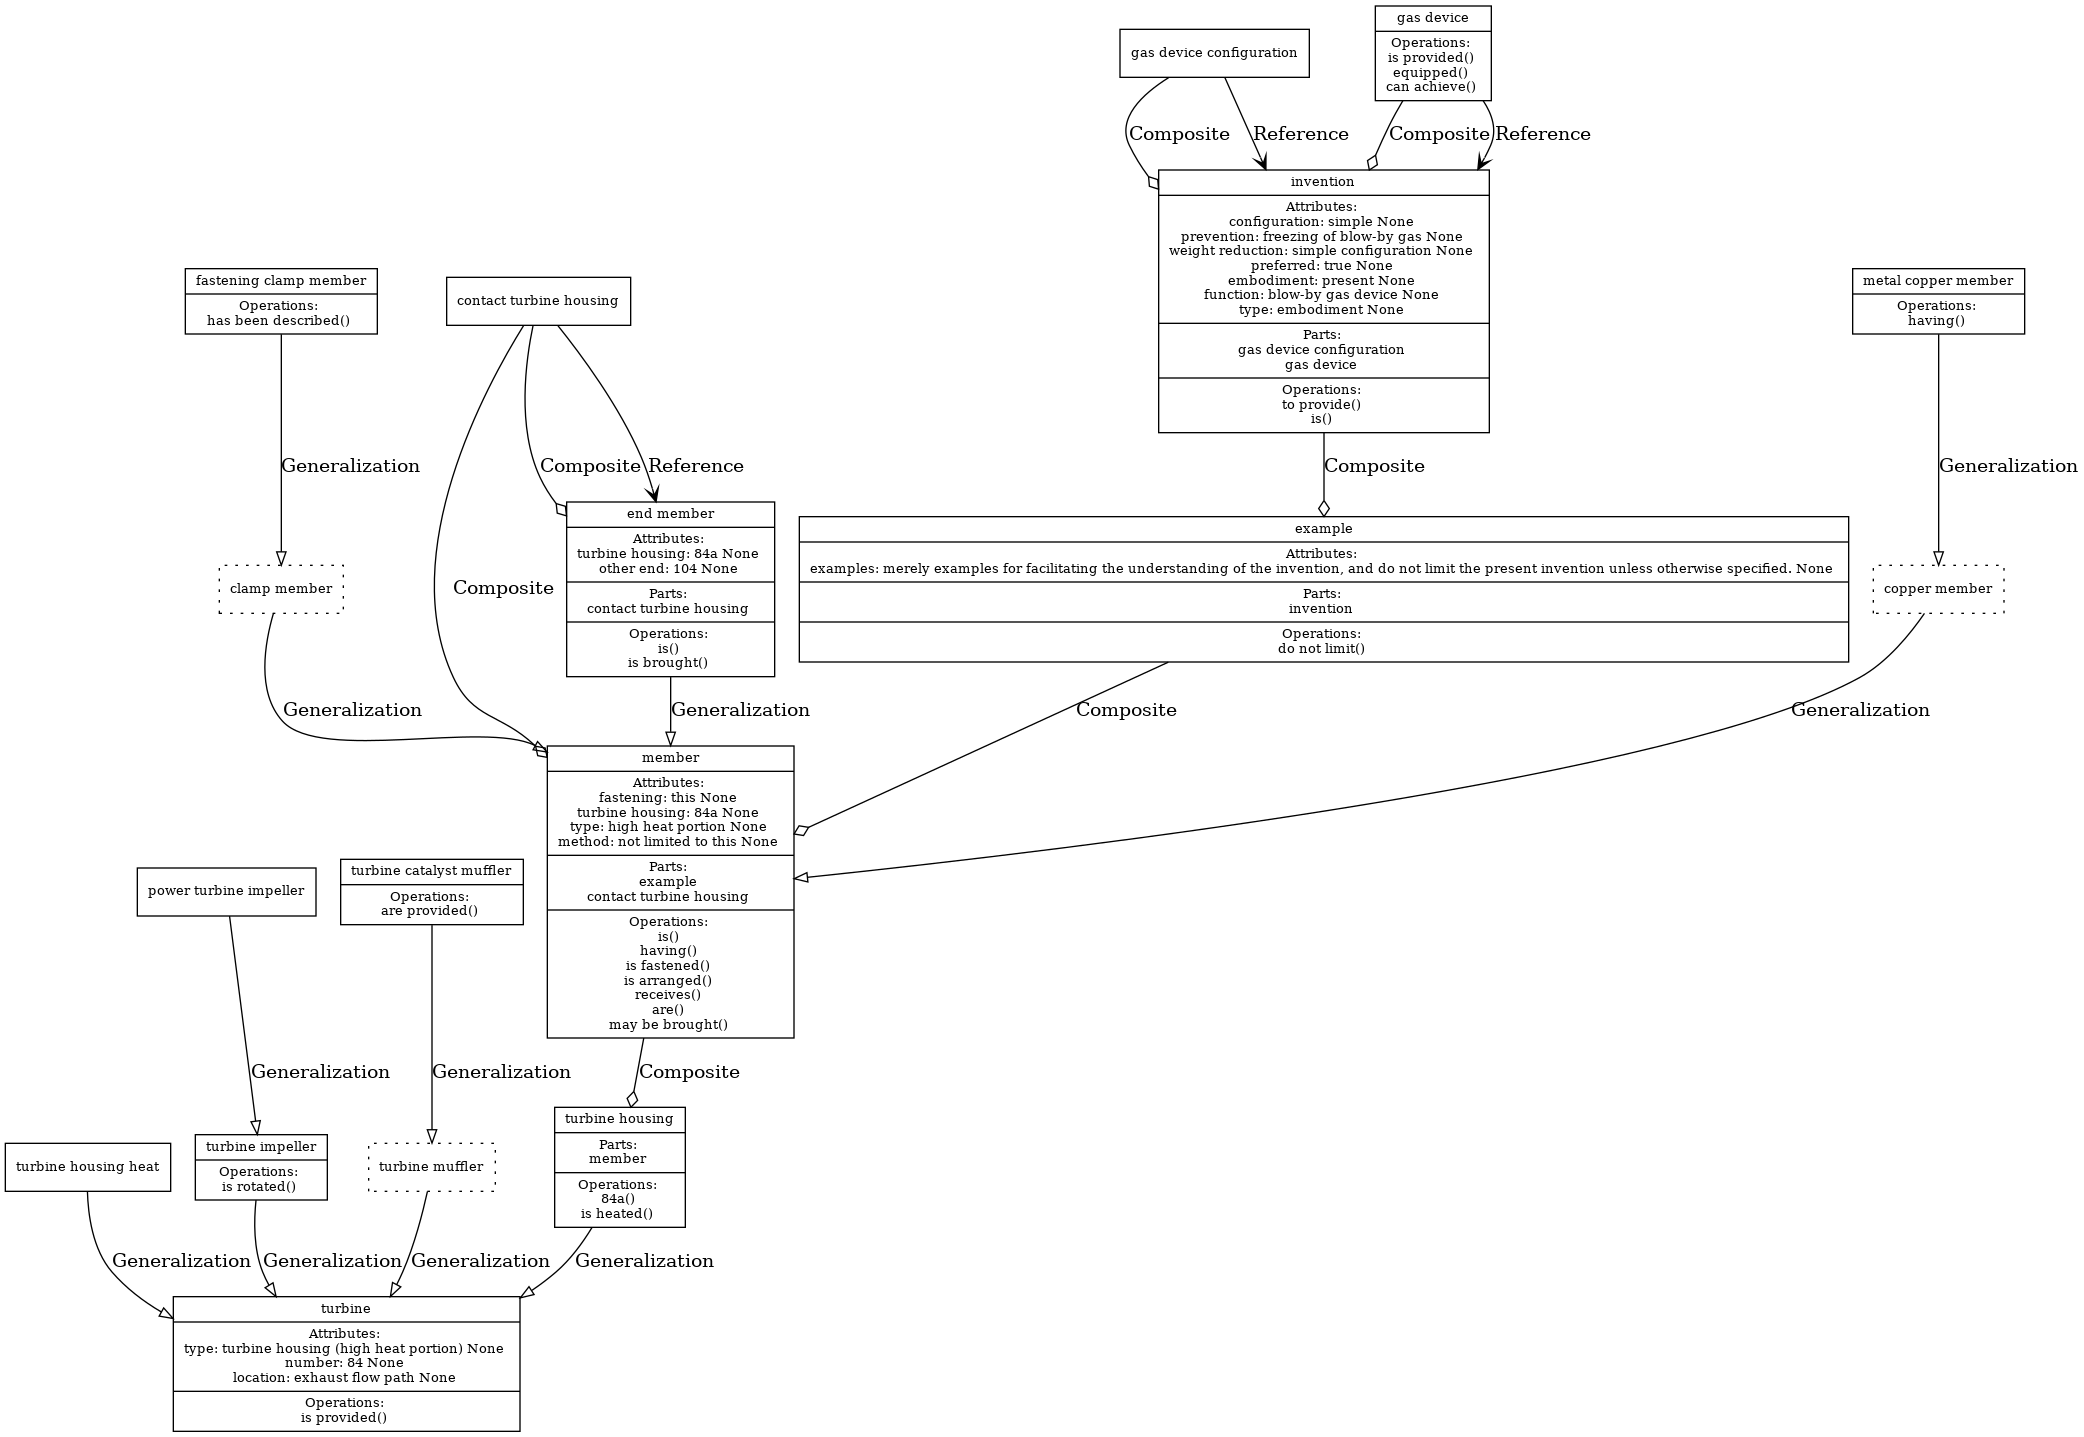 gas device
Operations:
is provided()
equipped()
can achieve()
gas device configuration
Composite
Reference
Composite
Reference
invention
Attributes:
configuration: simple None
prevention: freezing of blow-by gas None
weight reduction: simple configuration None
preferred: true None
embodiment: present None
function: blow-by gas device None
type: embodiment None
Parts:
gas device configuration
gas device
Operations:
to provide()
is()
fastening clamp member
Operations:
has been described()
contact turbine housing
metal copper member
Operations:
having()
Generalization
Composite
Reference
Composite
Generalization
end member
Attributes:
turbine housing: 84a None
other end: 104 None
Parts:
contact turbine housing
Operations:
is()
is brought()
example
Attributes:
examples: merely examples for facilitating the understanding of the invention, and do not limit the present invention unless otherwise specified. None
Parts:
invention
Operations:
do not limit()
clamp member
Composite
copper member
Generalization
Generalization
Composite
Generalization
member
Attributes:
fastening: this None
turbine housing: 84a None
type: high heat portion None
method: not limited to this None
Parts:
example
contact turbine housing
Operations:
is()
having()
is fastened()
is arranged()
receives()
are()
may be brought()
power turbine impeller
turbine catalyst muffler
Operations:
are provided()
Generalization
Generalization
Composite
turbine housing heat
turbine impeller
Operations:
is rotated()
turbine muffler
turbine housing
Parts:
member
Operations:
84a()
is heated()
Generalization
Generalization
Generalization
Generalization
turbine
Attributes:
type: turbine housing (high heat portion) None
number: 84 None
location: exhaust flow path None
Operations:
is provided()